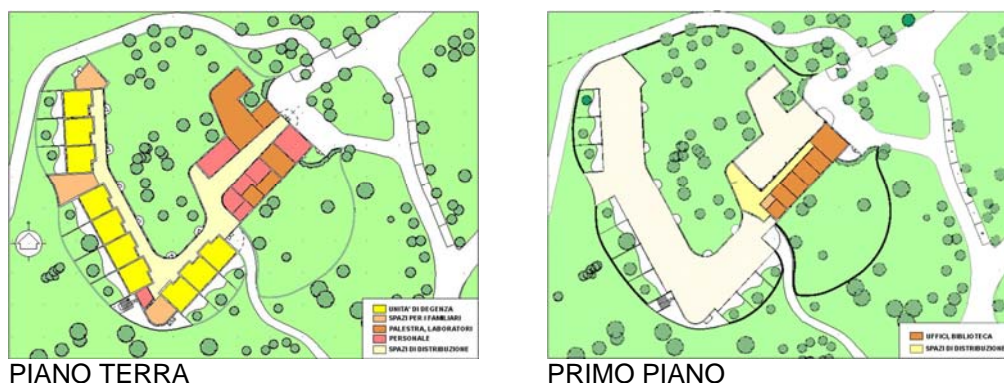 UNITA' DI DEGENZA
SPAZI PER I FAMILIARI
PALESTRA, LABORATORI
PERSONALE
SPAZI DI DISTRIBUZIONE
PIANO TERRA
UFFICI, BIBLIOTECA
SPAZI DI DISTRIBUZIONE
PRIMO PIANO